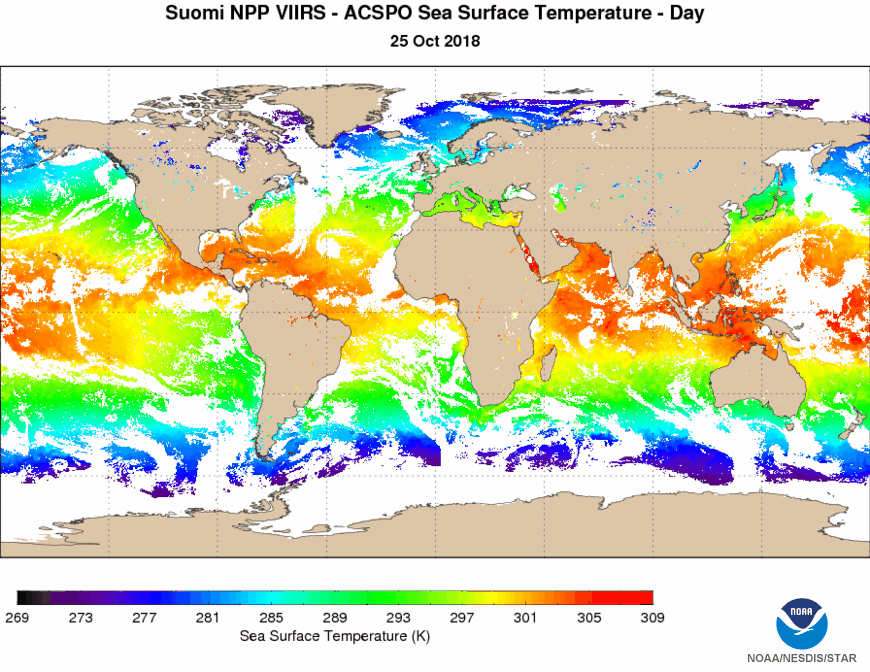 Suomi NPP VIIRS - ACSPO Sea Surface Temperature - Day
25 Oct 2018
269 273 277 281 285 289 293 297 301 305 309
Sea Surface Temperature (K)
NOAA
NOAA/NESDIS/STAR